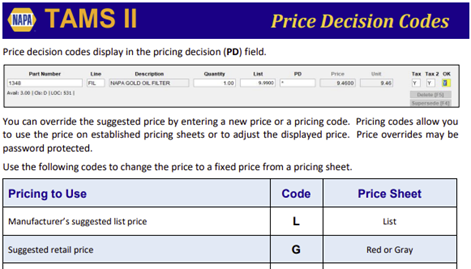 NAPA TAMS II Price Decision Codes
Price decision codes display in the pricing decision (PD) field.
Part Number Line Description Quantity List PD Price Unit Tax Tax 2 OK
1348 FIL NAPA GOLD OIL FILTER 1.00 9.9900 * 9.4600 9.46 Y Y
Avail: 3.00 | Cls: D | LOC: 531 |
Delete [F5]
Supersede [F4]
You can override the suggested price by entering a new price or a pricing code. Pricing codes allow you
to use the price on established pricing sheets or to adjust the displayed price. Price overrides may be
password protected.
Use the following codes to change the price to a fixed price from a pricing sheet.
Pricing to Use Code Price Sheet
Manufacturer's suggested list price L List
Suggested retail price G Red or Gray